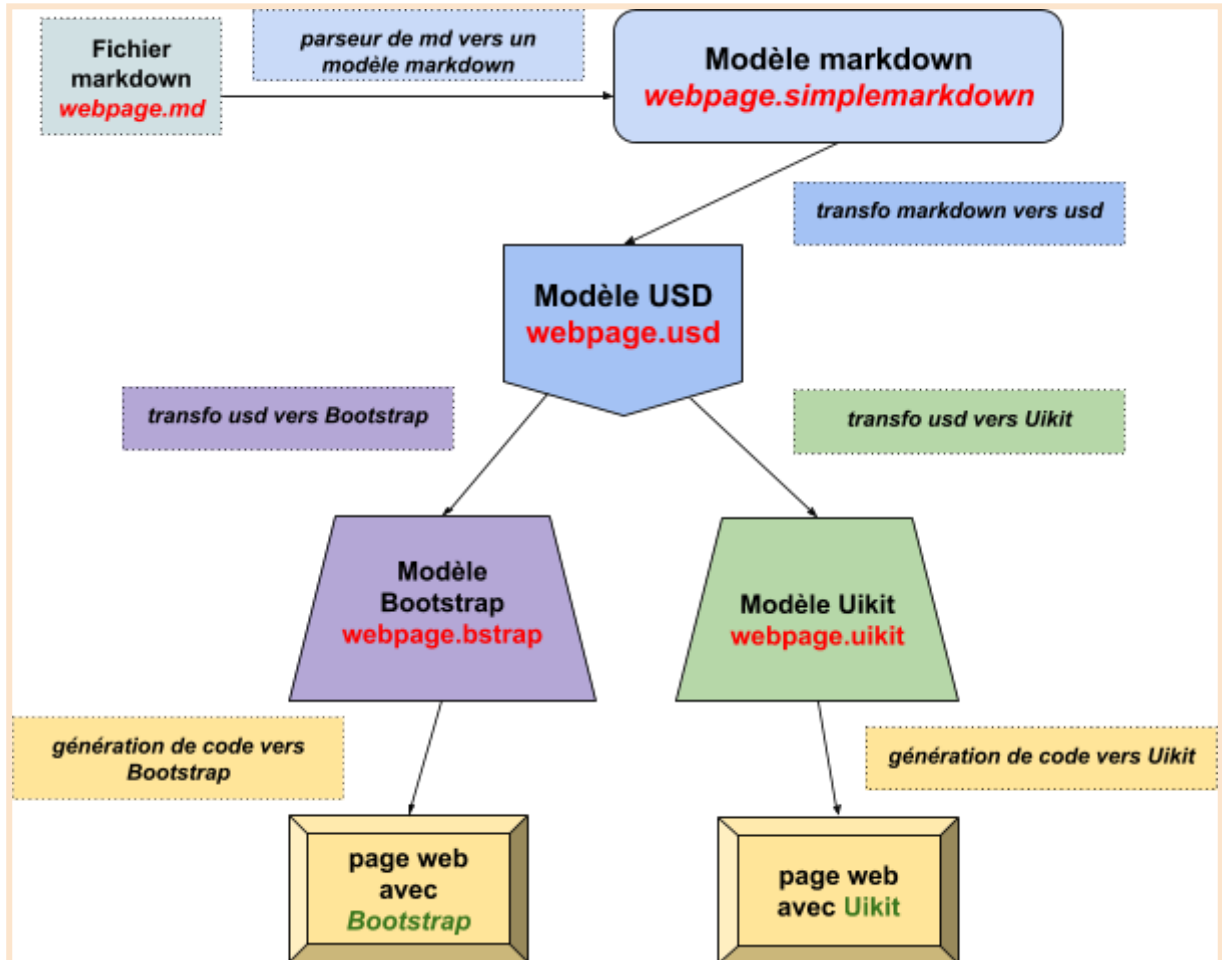 Fichier
markdown
webpage.md
parseur de md vers un
modèle markdown
Modèle markdown
webpage.simplemarkdown
transfo markdown vers usd
Modèle USD
webpage.usd
transfo usd vers Bootstrap
transfo usd vers Uikit
Modèle
Bootstrap
webpage.bstrap
Modèle Uikit
webpage.uikit
génération de code vers
Bootstrap
génération de code vers Uikit
page web
avec
Bootstrap
page web
avec Uikit